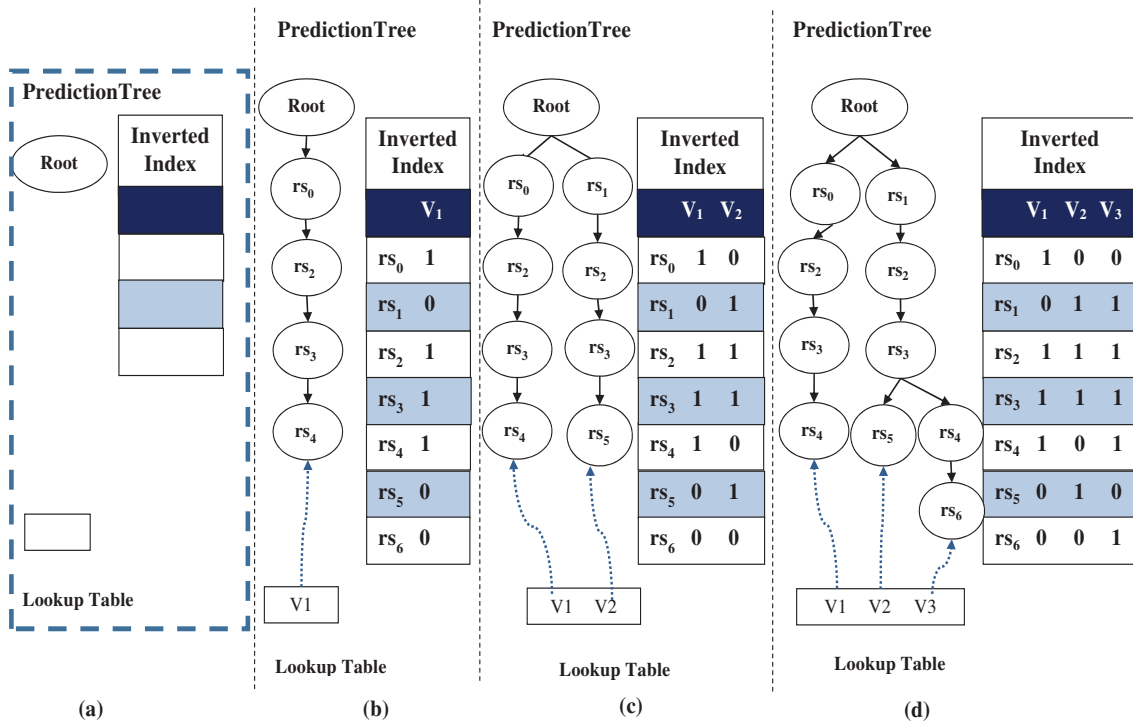 PredictionTree
Root
Inverted
Index
Lookup Table
(a)
PredictionTree
Root
rs0
rs2
rs3
rs4
V1
Lookup Table
Inverted
Index
V1
rs0 1
rs1 0
rs2 1
rs3 1
rs4 1
rs5 0
rs6 0
(b)
PredictionTree
Root
rs0 rs1
rs2 rs2
rs3 rs3
rs4 rs5
V1 V2
Lookup Table
Inverted
Index
V1 V2
rs0 1 0
rs1 0 1
rs2 1 1
rs3 1 1
rs4 1 0
rs5 0 1
rs6 0 0
(c)
PredictionTree
Root
rs0 rs1
rs2 rs2
rs3 rs3
rs4 rs5 rs4
rs6
V1 V2 V3
Lookup Table
Inverted
Index
V1 V2 V3
rs0 1 0 0
rs1 0 1 1
rs2 1 1 1
rs3 1 1 1
rs4 1 0 1
rs5 0 1 0
rs6 0 0 1
(d)